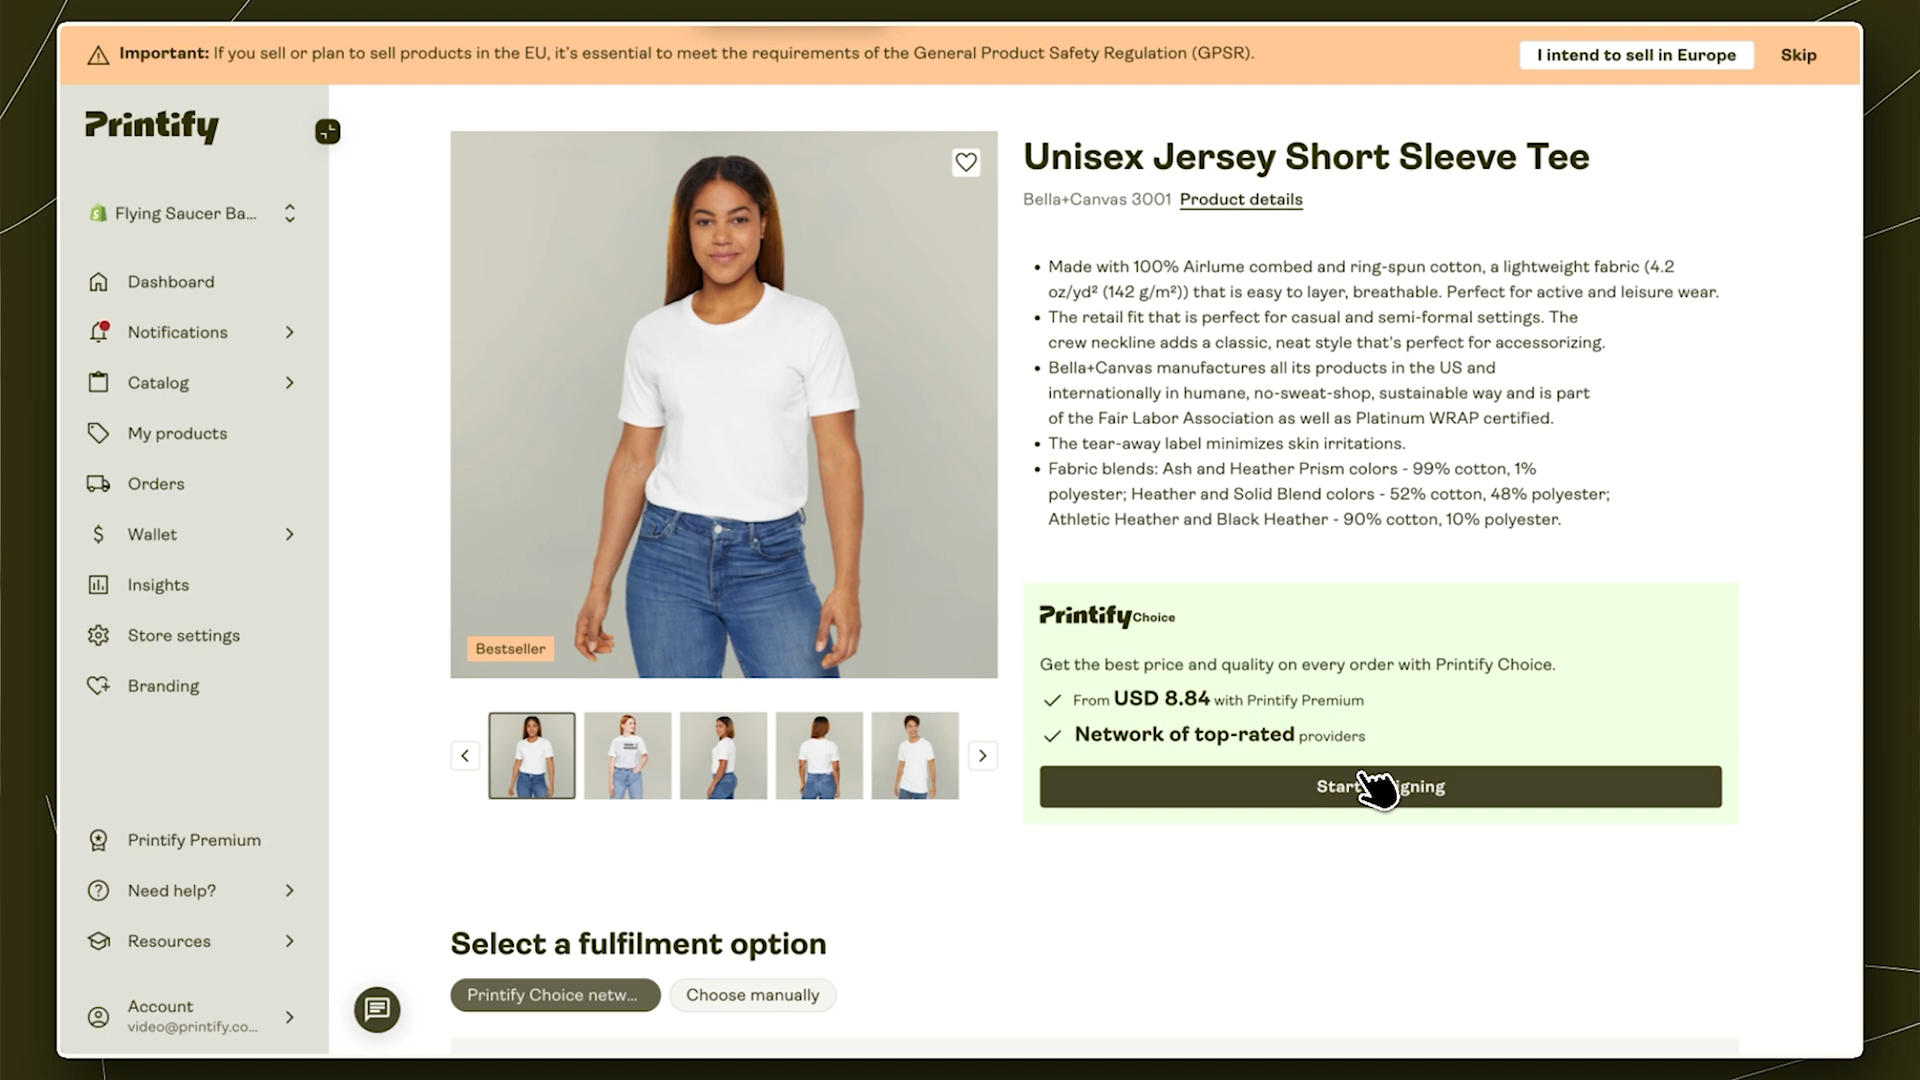 Important: If you sell or plan to sell products in the EU, it's essential to meet the requirements of the General Product Safety Regulation (GPSR).
I intend to sell in Europe
Skip
Printify
Flying Saucer Ba...
Dashboard
Notifications
Catalog
My products
Orders
Wallet
Insights
Store settings
Branding
Printify Premium
Need help?
Resources
Account
video@printify.co...
Bestseller
Unisex Jersey Short Sleeve Tee
Bella+Canvas 3001 Product details
• Made with 100% Airlume combed and ring-spun cotton, a lightweight fabric (4.2
oz/yd² (142 g/m²)) that is easy to layer, breathable. Perfect for active and leisure wear.
• The retail fit that is perfect for casual and semi-formal settings. The
crew neckline adds a classic, neat style that's perfect for accessorizing.
• Bella+Canvas manufactures all its products in the US and
internationally in humane, no-sweat-shop, sustainable way and is part
of the Fair Labor Association as well as Platinum WRAP certified.
• The tear-away label minimizes skin irritations.
• Fabric blends: Ash and Heather Prism colors - 99% cotton, 1%
polyester; Heather and Solid Blend colors - 52% cotton, 48% polyester;
Athletic Heather and Black Heather - 90% cotton, 10% polyester.
Printify Choice
Get the best price and quality on every order with Printify Choice.
From USD 8.84 with Printify Premium
Network of top-rated providers
Start
Select a fulfilment option
Printify Choice netw...
Choose manually